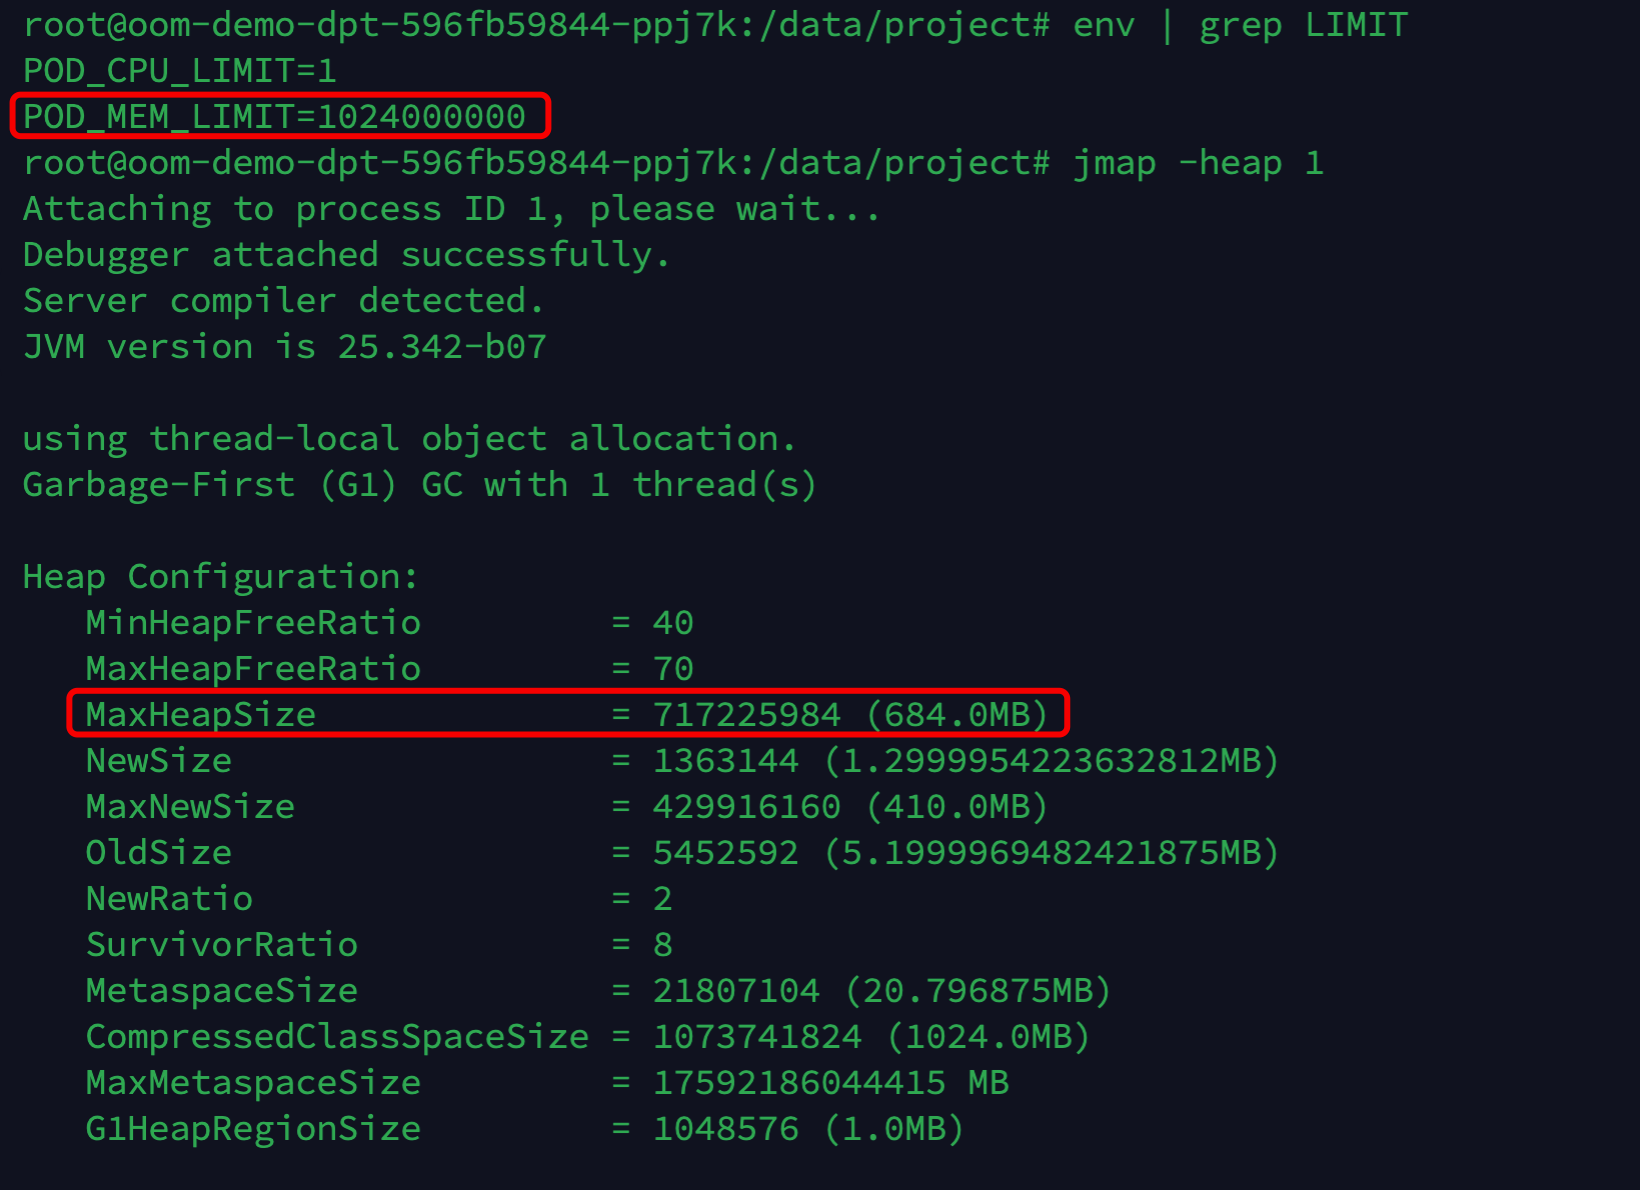 root@oom-demo-dpt-596fb59844-ppj7k:/data/project# env | grep LIMIT
POD_CPU_LIMIT=1
POD_MEM_LIMIT=1024000000
root@oom-demo-dpt-596fb59844-ppj7k:/data/project# jmap -heap 1
Attaching to process ID 1, please wait...
Debugger attached successfully.
Server compiler detected.
JVM version is 25.342-b07
using thread-local object allocation.
Garbage-First (G1) GC with 1 thread(s)
Heap Configuration:
MinHeapFreeRatio = 40
MaxHeapFreeRatio = 70
MaxHeapSize = 717225984 (684.0MB)
NewSize = 1363144 (1.2999954223632812MB)
MaxNewSize = 429916160 (410.0MB)
OldSize = 5452592 (5.1999969482421875MB)
NewRatio = 2
SurvivorRatio = 8
MetaspaceSize = 21807104 (20.796875MB)
CompressedClassSpaceSize = 1073741824 (1024.0MB)
MaxMetaspaceSize = 17592186044415 MB
G1HeapRegionSize = 1048576 (1.0MB)